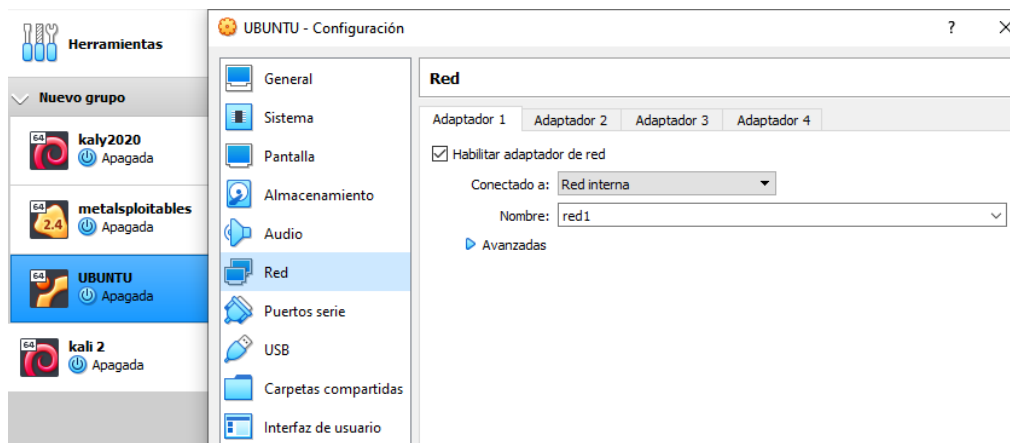 Herramientas
Nuevo grupo
64
kaly2020
Apagada
64
2.4
metalsploitables
Apagada
64
UBUNTU
Apagada
64
kali 2
Apagada
UBUNTU - Configuración
?
General
Sistema
Pantalla
Almacenamiento
Audio
Red
Puertos serie
USB
Carpetas compartidas
Interfaz de usuario
Red
Adaptador 1 Adaptador 2 Adaptador 3 Adaptador 4
Habilitar adaptador de red
Conectado a: Red interna
Nombre: red1
Avanzadas